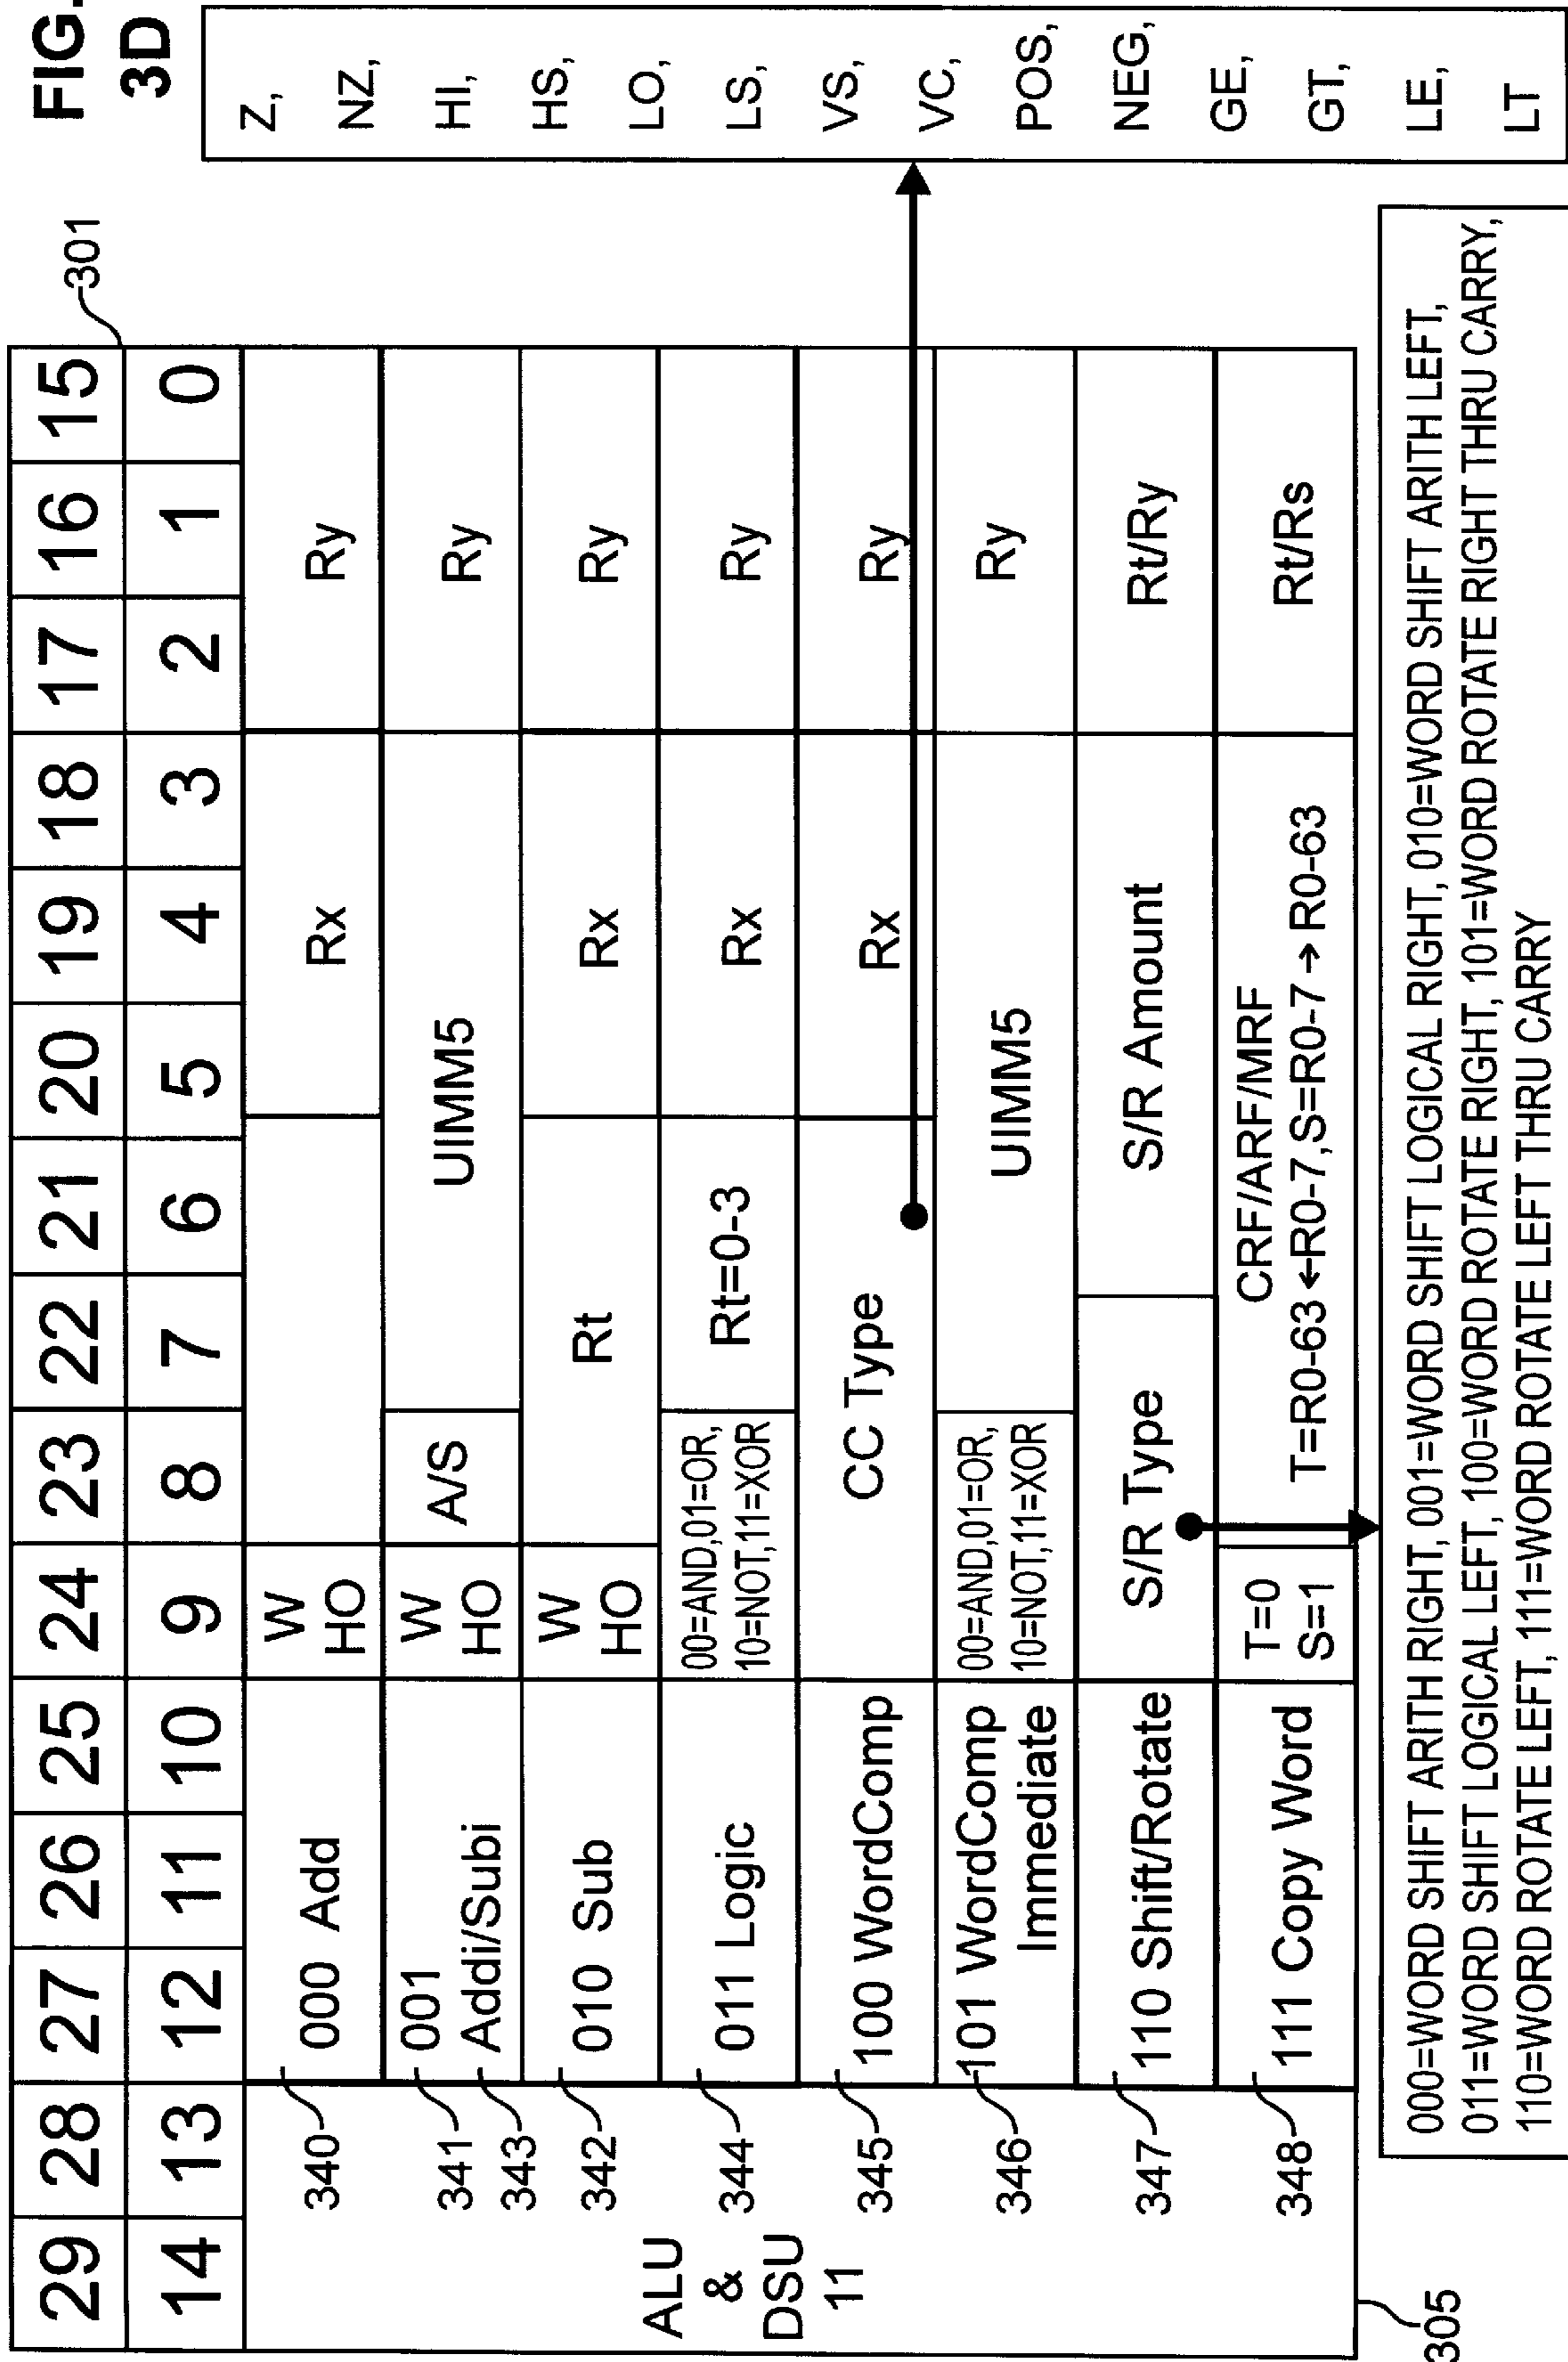 FIG.
3D
301
29 28 27 26 25 24 23 22 21 20 19 18 17 16 15
14 13 12 11 10 9 8 7 6 5 4 3 2 1 0
ALU
&
DSU
11
305
340 000 Add W HO Rx Ry
341 001
343 Addi/Subi W HO A/S UIMM5 Ry
342 010 Sub W HO Rt Rx Ry
344 011 Logic 00=AND,01=OR,
10=NOT,11=XOR Rt=0-3 Rx Ry
345 100 WordComp CC Type Rx Ry
346 101 WordComp
Immediate 00=AND,01=OR,
10=NOT,11=XOR UIMM5 Ry
347 110 Shift/Rotate S/R Type S/R Amount Rt/Ry
348 111 Copy Word T=0
S=1 CRF/ARF/MRF
T=R0-63←R0-7,S=R0-7→R0-63 Rt/Rs
Z,
NZ,
HI,
HS,
LO,
LS,
VS,
VC,
POS,
NEG,
GE,
GT,
LE,
LT
000=WORD SHIFT ARITH RIGHT, 001=WORD SHIFT LOGICAL RIGHT, 010=WORD SHIFT ARITH LEFT,
011=WORD SHIFT LOGICAL LEFT, 100=WORD ROTATE RIGHT, 101=WORD ROTATE RIGHT THRU CARRY,
110=WORD ROTATE LEFT, 111=WORD ROTATE LEFT THRU CARRY